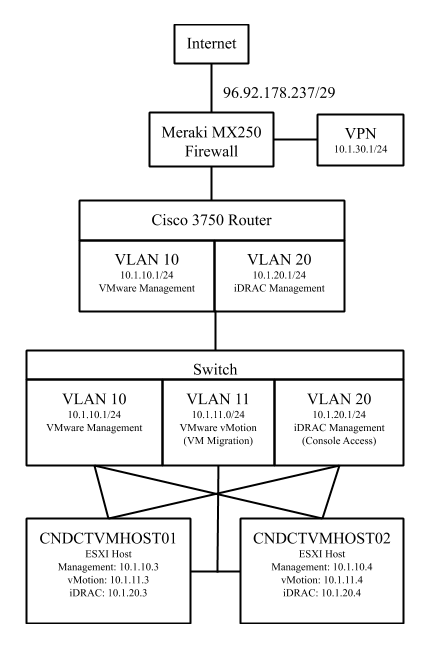 Internet
96.92.178.237/29
Meraki MX250
Firewall
VPN
10.1.30.1/24
Cisco 3750 Router
VLAN 10
10.1.10.1/24
VMware Management
VLAN 20
10.1.20.1/24
iDRAC Management
Switch
VLAN 10
10.1.10.1/24
VMware Management
VLAN 11
10.1.11.0/24
VMware vMotion
(VM Migration)
VLAN 20
10.1.20.1/24
iDRAC Management
(Console Access)
CNDCTVMHOST01
ESXI Host
Management: 10.1.10.3
vMotion: 10.1.11.3
iDRAC: 10.1.20.3
CNDCTVMHOST02
ESXI Host
Management: 10.1.10.4
vMotion: 10.1.11.4
iDRAC: 10.1.20.4